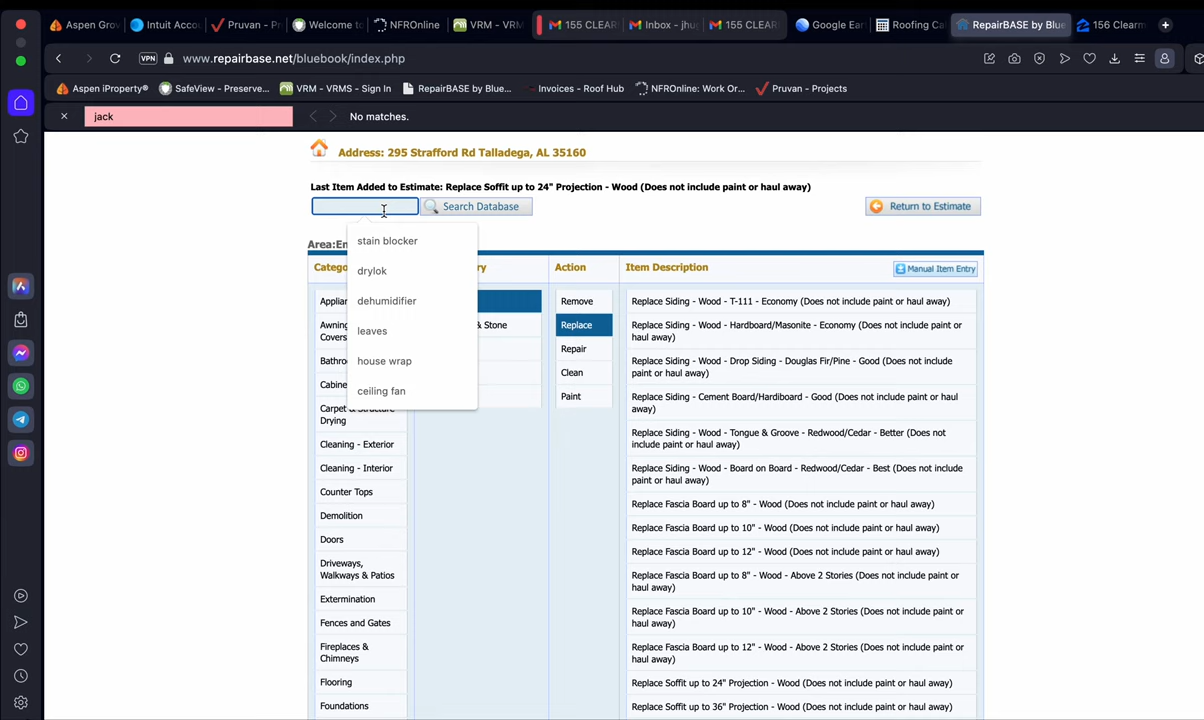 Aspen Grov
Intuit Acco
Pruvan - P
Welcome to
NFROnline
VRM - VRM
155 CLEAR
Inbox - jhug
155 CLEAR
Google Ear
Roofing Ca
RepairBASE by Blue
156 Clearm
VPN
www.repairbase.net/bluebook/index.php
Aspen iProperty®
SafeView - Preserve...
VRM - VRMS - Sign In
RepairBASE by Blue...
Invoices - Roof Hub
NFROnline: Work Or...
Pruvan - Products
jack
No matches.
Address: 295 Strafford Rd Talladega, AL 35160
Last Item Added to Estimate: Replace Soffit up to 24" Projection - Wood (Does not include paint or haul away)
Search Database
Return to Estimate
stain blocker
drylok
dehumidifier
leaves
house wrap
ceiling fan
Area:En
Catego
ry
Action
Item Description
Manual Item Entry
Applian
Awning
Covers
Bathro
Cabine
Carpet & Structure
Drying
Cleaning - Exterior
Cleaning - Interior
Counter Tops
Demolition
Doors
Driveways,
Walkways & Patios
Extermination
Fences and Gates
Fireplaces &
Chimneys
Flooring
Foundations
& Stone
Remove
Replace
Repair
Clean
Paint
Replace Siding - Wood - T-111 - Economy (Does not include paint or haul away)
Replace Siding - Wood - Hardboard/Masonite - Economy (Does not include paint or
haul away)
Replace Siding - Wood - Drop Siding - Douglas Fir/Pine - Good (Does not include
paint or haul away)
Replace Siding - Cement Board/Hardiboard - Good (Does not include paint or haul
away)
Replace Siding - Wood - Tongue & Groove - Redwood/Cedar - Better (Does not
include paint or haul away)
Replace Siding - Wood - Board on Board - Redwood/Cedar - Best (Does not include
paint or haul away)
Replace Fascia Board up to 8" - Wood (Does not include paint or haul away)
Replace Fascia Board up to 10" - Wood (Does not include paint or haul away)
Replace Fascia Board up to 12" - Wood (Does not include paint or haul away)
Replace Fascia Board up to 8" - Wood - Above 2 Stories (Does not include paint or
haul away)
Replace Fascia Board up to 10" - Wood - Above 2 Stories (Does not include paint or
haul away)
Replace Fascia Board up to 12" - Wood - Above 2 Stories (Does not include paint or
haul away)
Replace Soffit up to 24" Projection - Wood (Does not include paint or haul away)
Replace Soffit up to 36" Projection - Wood (Does not include paint or haul away)